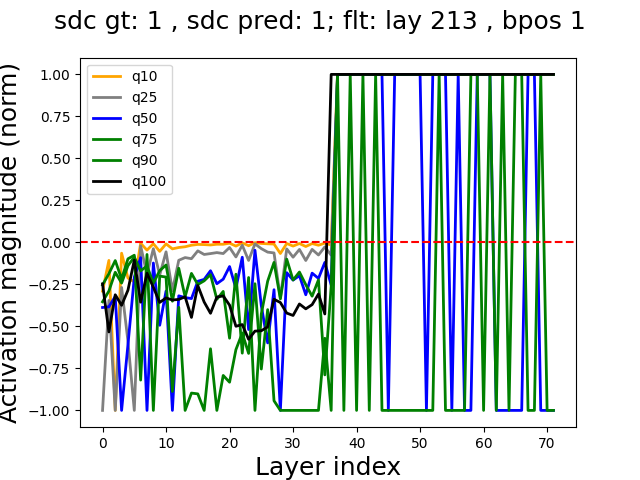 sdc gt: 1 , sdc pred: 1; flt: lay 213 , bpos 1
Activation magnitude (norm)
1.00
0.75
0.50
0.25
0.00
−0.25
−0.50
−0.75
−1.00
q10
q25
q50
q75
q90
q100
0 10 20 30 40 50 60 70
Layer index